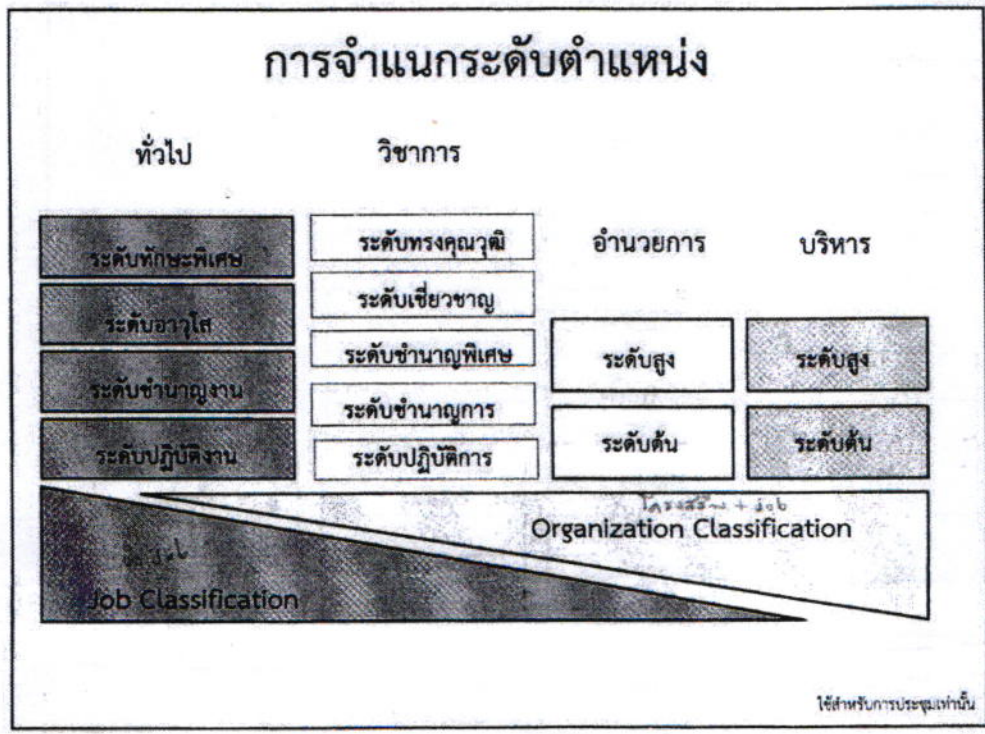 การจำแนกระดับตำแหน่ง
ทั่วไป
ระดับทักษะพิเศษ
ระดับอาวุโส
ระดับชำนาญงาน
ระดับปฏิบัติงาน
วิชาการ
ระดับทรงคุณวุฒิ
ระดับเชี่ยวชาญ
ระดับชำนาญพิเศษ
ระดับชำนาญการ
ระดับปฏิบัติการ
อำนวยการ
ระดับสูง
ระดับต้น
บริหาร
ระดับสูง
ระดับต้น
โครงสร้าง + job
Organization Classification
job
Job Classification
ใช้สำหรับการประชุมเท่านั้น